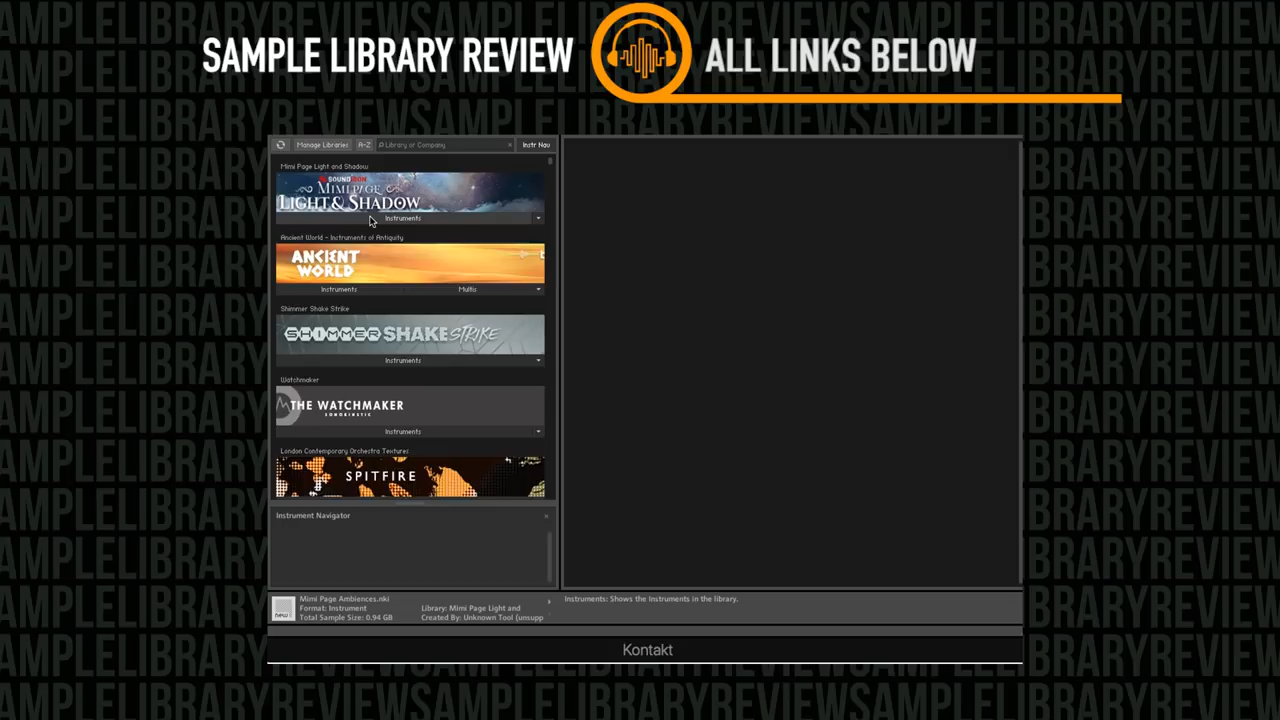 SAMPLE LIBRARY REVIEW ALL LINKS BELOW
Manage Libraries A-Z Library or Company × Instr Nav
Mimi Page Light and Shadow
SOUNDIRON
MIMI PAGE
LIGHT & SHADOW
Instruments
Ancient World - Instruments of Antiquity
ANCIENT
WORLD
Instruments Multis
Shimmer Shake Strike
SHIMMER SHAKE STRIKE
Instruments
Watchmaker
THE WATCHMAKER
SONOKINETIC
Instruments
London Contemporary Orchestra Textures
SPITFIRE
Instrument Navigator ×
Mimi Page Ambiences.nki
new
Format: Instrument Library: Mimi Page Light and
Total Sample Size: 0.94 GB Created By: Unknown Tool (unsupp
Instruments: Shows the Instruments in the library.
Kontakt